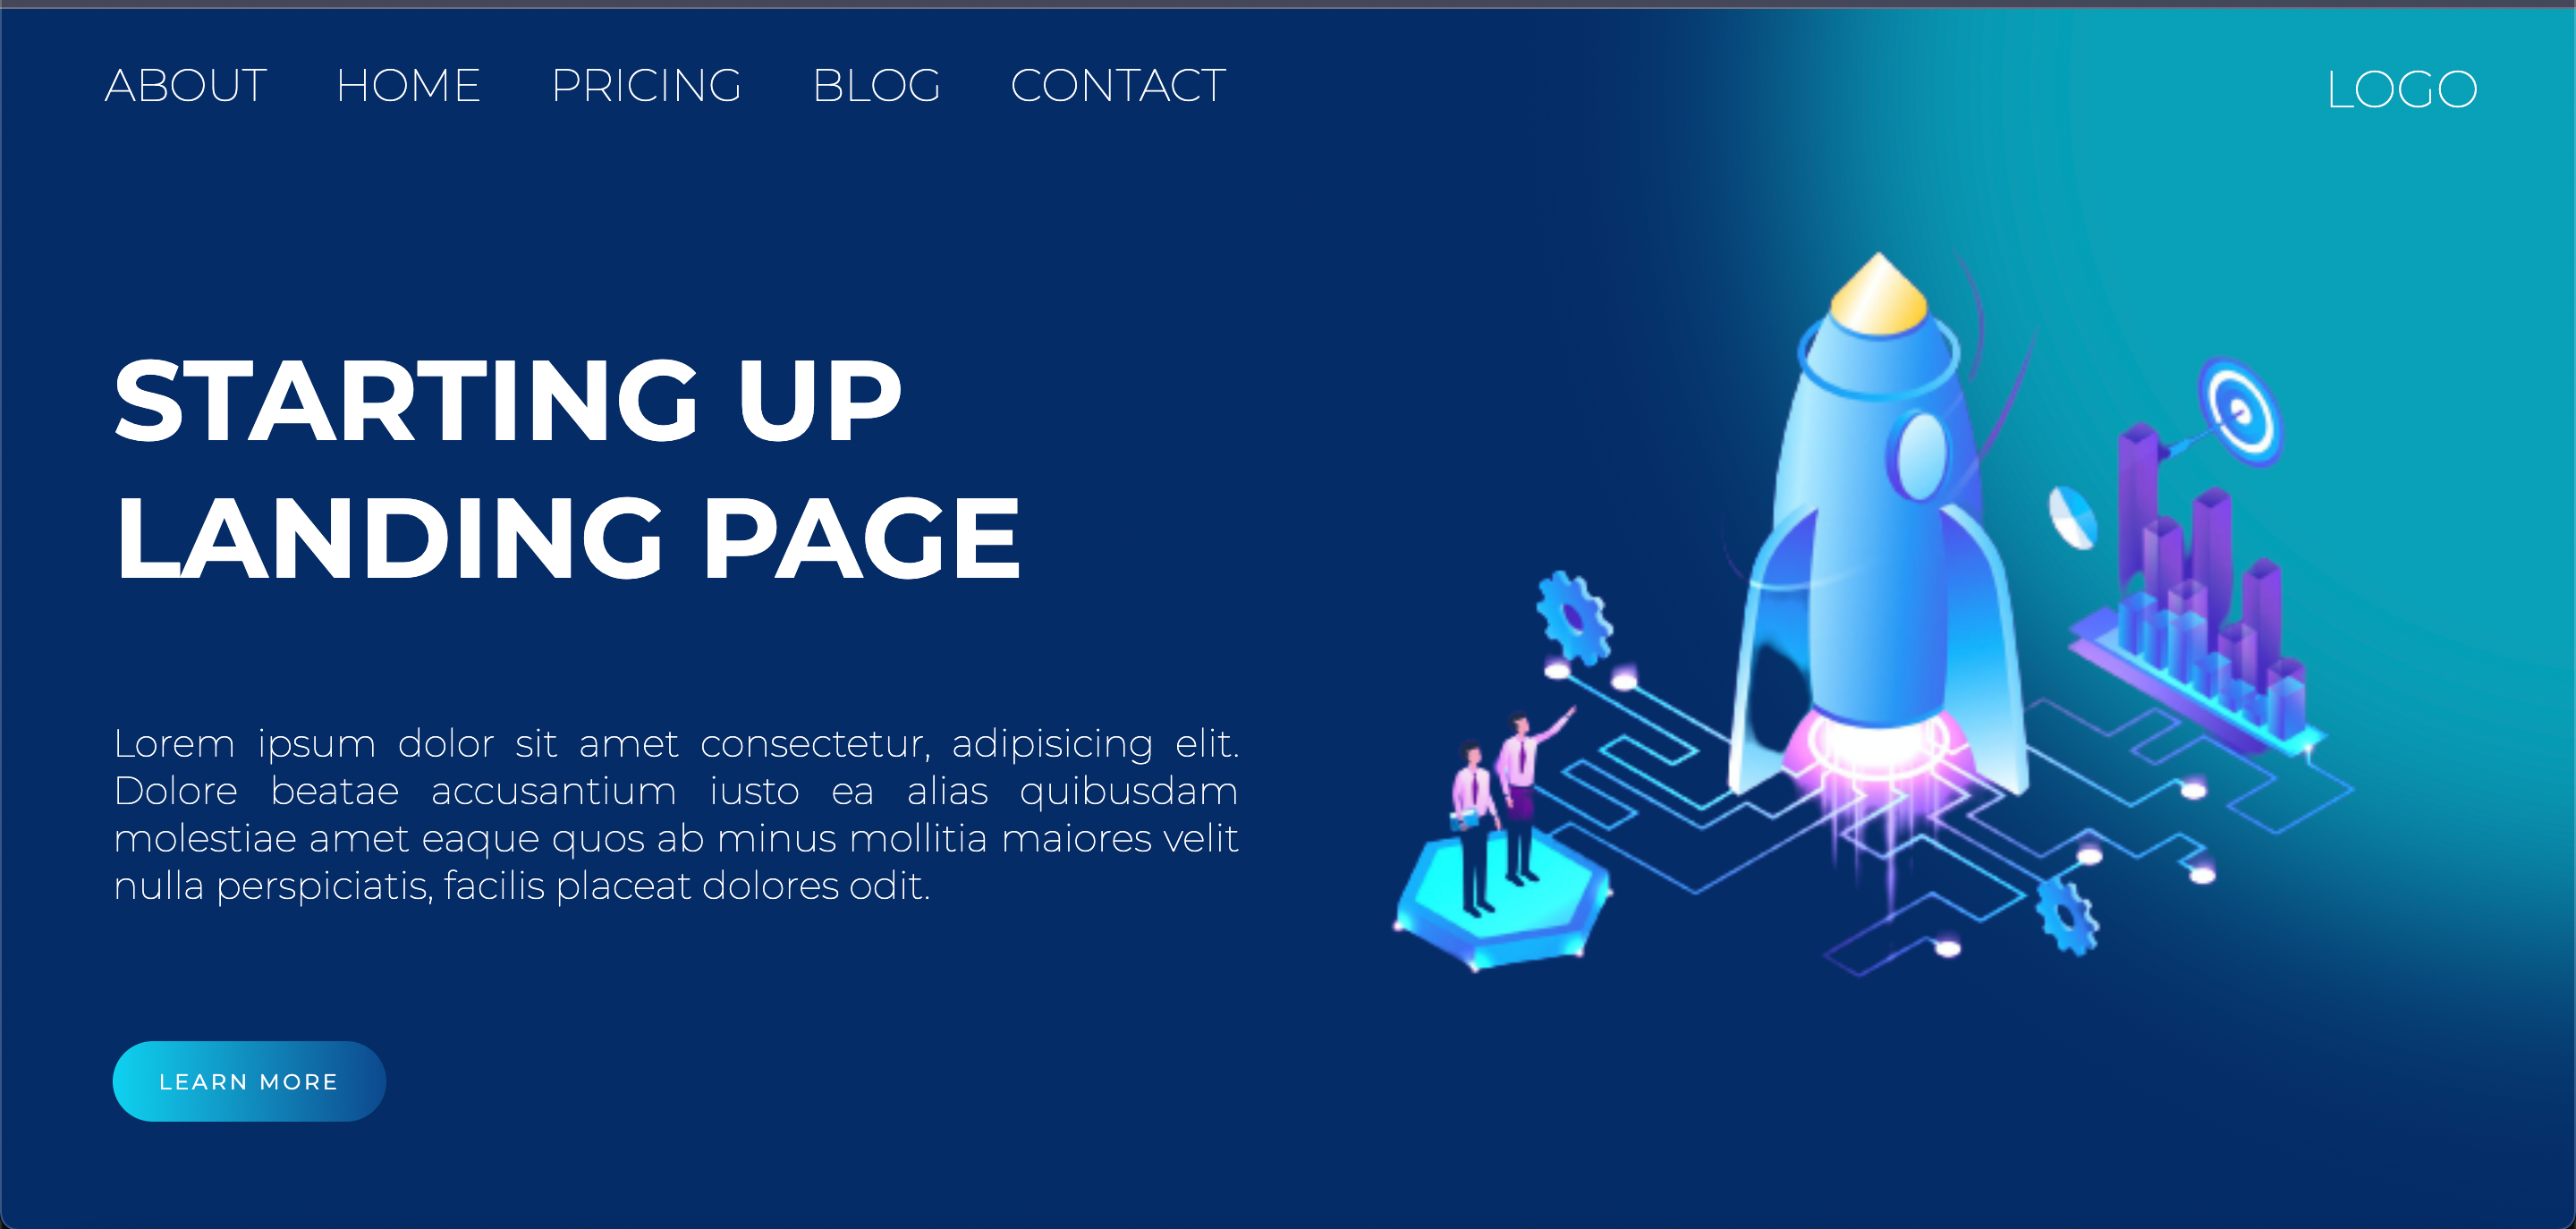 ABOUT HOME PRICING BLOG CONTACT LOGO
STARTING UP
LANDING PAGE
Lorem ipsum dolor sit amet consectetur, adipisicing elit.
Dolore beatae accusantium iusto ea alias quibusdam
molestiae amet eaque quos ab minus mollitia maiores velit
nulla perspiciatis, facilis placeat dolores odit.
LEARN MORE